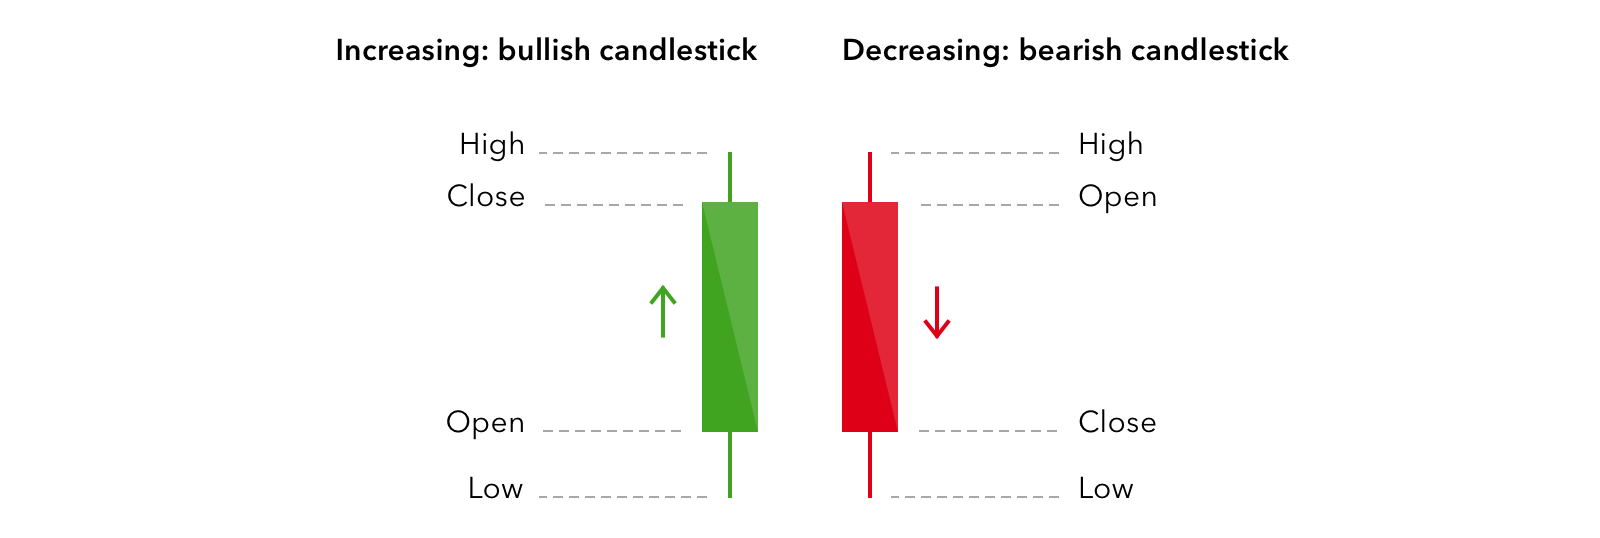 Increasing: bullish candlestick
Decreasing: bearish candlestick
High
Close
Open
Low
High
Open
Close
Low